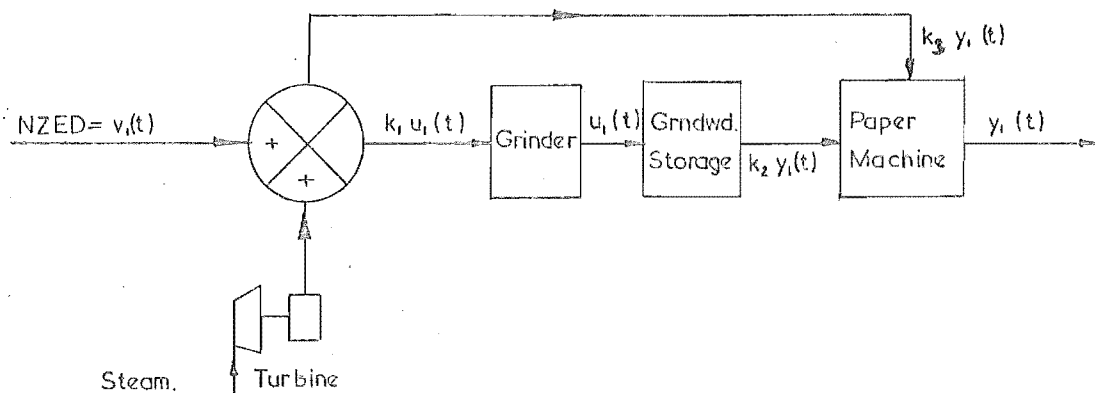 k₃ y₁ (t)
NZED = v₁(t)
+
+
k₁ u₁ (t)
Grinder
u₁ (t)
Grndwd.
Storage
k₂ y₁(t)
Paper
Machine
y₁ (t)
Steam.
Turbine